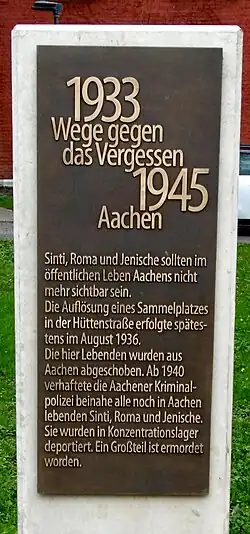 1933
Wege gegen
das Vergessen
1945
Aachen
Sinti, Roma und Jenische sollten im
öffentlichen Leben Aachens nicht
mehr sichtbar sein.
Die Auflösung eines Sammelplatzes
in der Hüttenstraße erfolgte spätes-
tens im August 1936.
Die hier Lebenden wurden aus
Aachen abgeschoben. Ab 1940
verhaftete die Aachener Kriminal-
polizei beinahe alle noch in Aachen
lebenden Sinti, Roma und Jenische.
Sie wurden in Konzentrationslager
deportiert. Ein Großteil ist ermordet
worden.